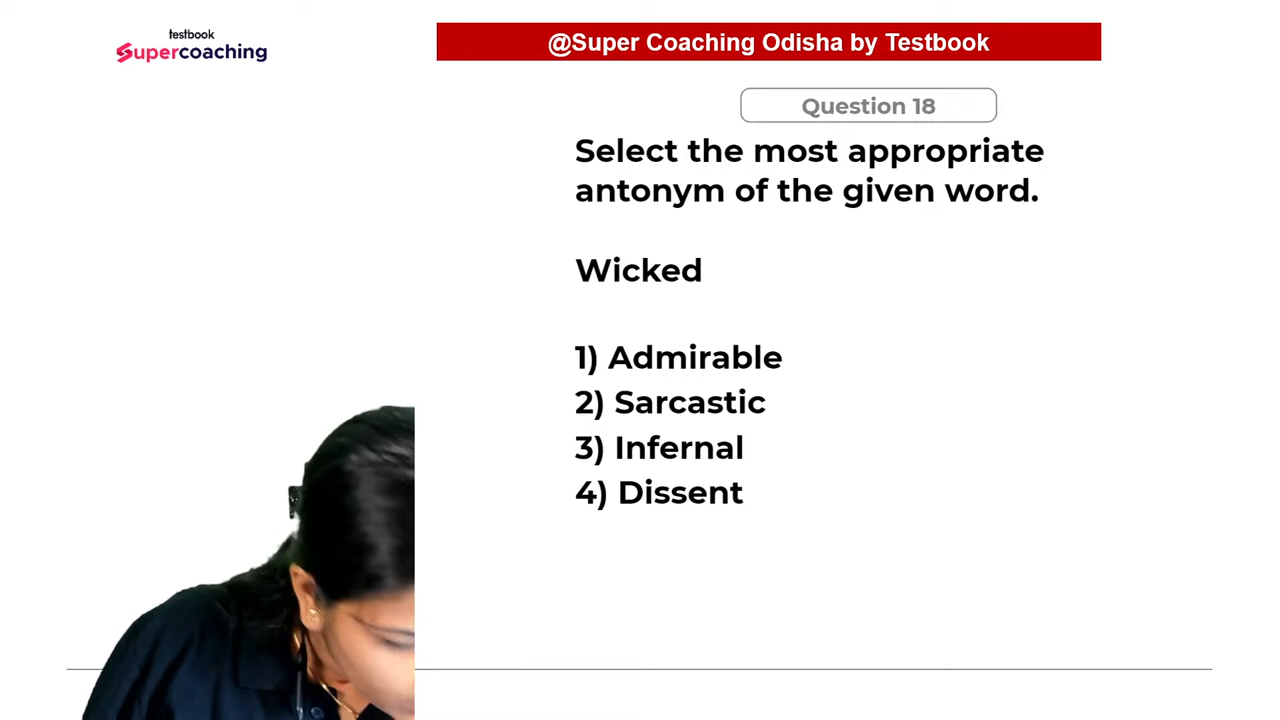 testbook
Supercoaching
@Super Coaching Odisha by Testbook
Question 18
Select the most appropriate
antonym of the given word.
Wicked
1) Admirable
2) Sarcastic
3) Infernal
4) Dissent